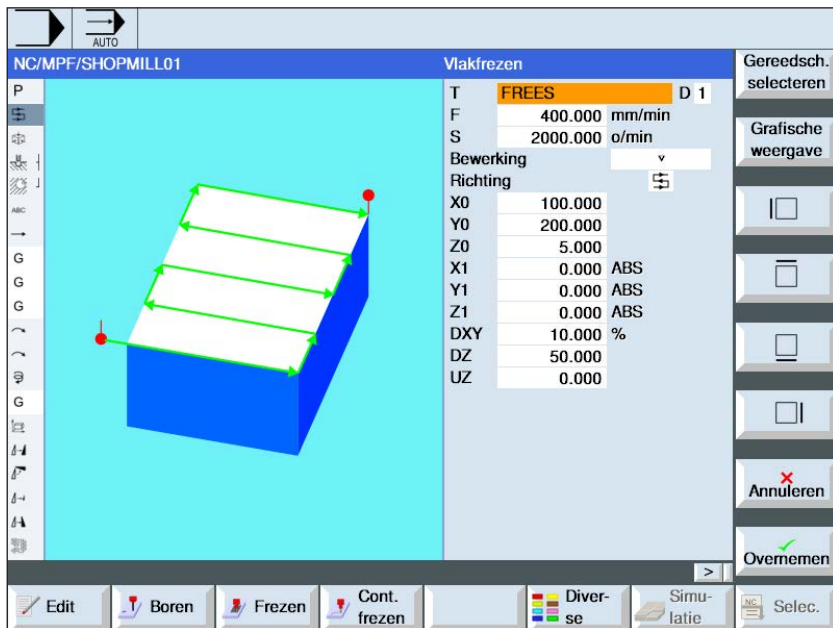 AUTO
NC/MPF/SHOPMILL01
Vlakfrezen
Gereedsch.
selecteren
P
T FREES D 1
F 400.000 mm/min
S 2000.000 o/min
Bewerking v
Richting
X0 100.000
Y0 200.000
Z0 5.000
X1 0.000 ABS
Y1 0.000 ABS
Z1 0.000 ABS
DXY 10.000 %
DZ 50.000
UZ 0.000
Grafische
weergave
ABC
G
G
G
G
Annuleren
Overnemen
>
Edit
Boren
Frezen
Cont.
frezen
Diver-
se
Simu-
latie
NC
Selec.